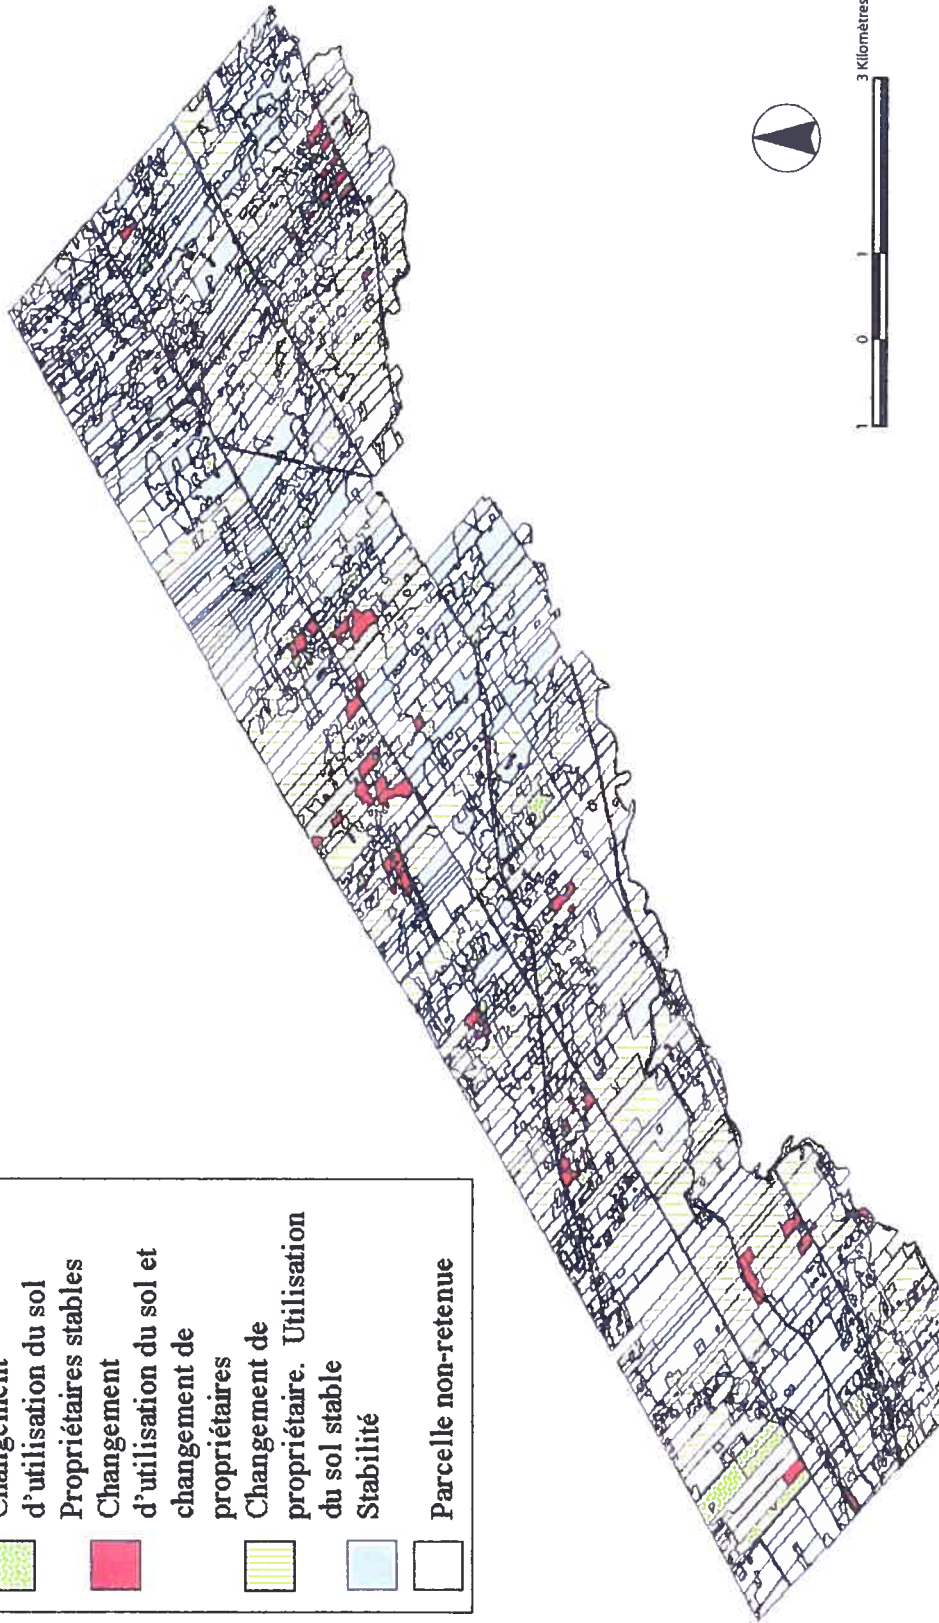 d'utilisation du sol
Propriétaires stables
Changement
d'utilisation du sol et
changement de
propriétaires
Changement de
propriétaire. Utilisation
du sol stable
Stabilité
Parcelle non-retenue
1 0 1 3 Kilomètres